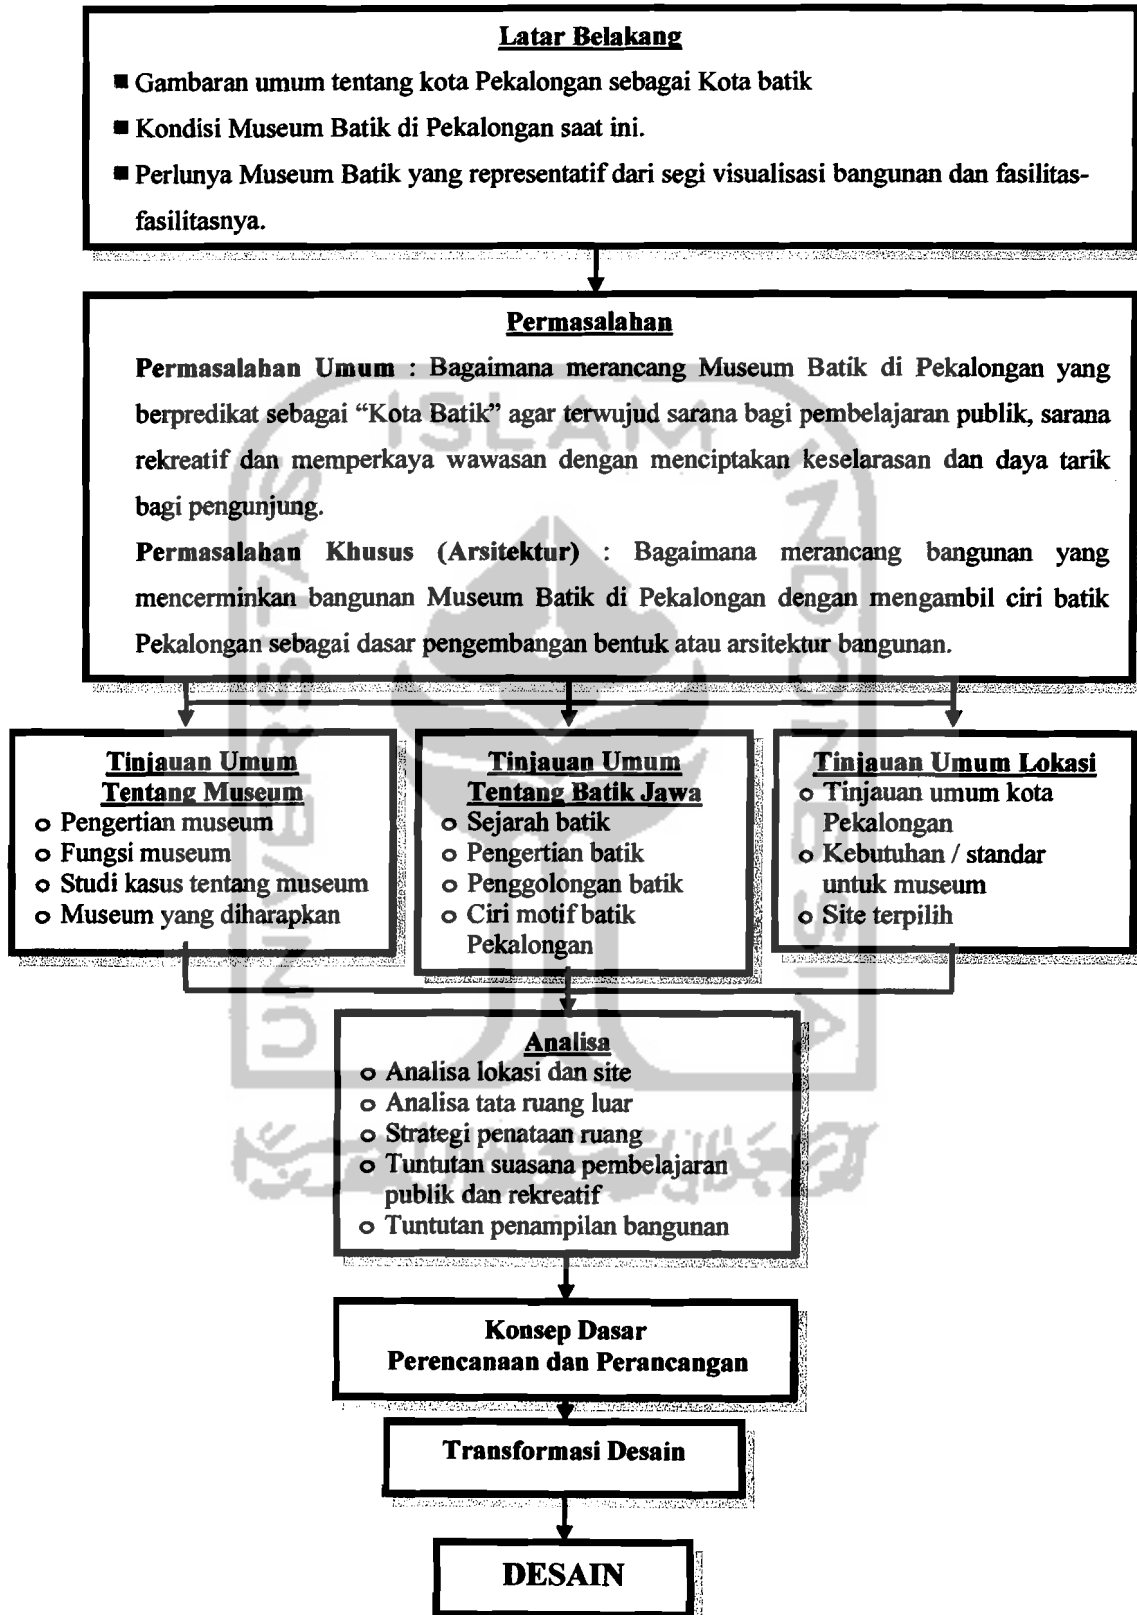 Latar Belakang
■ Gambaran umum tentang kota Pekalongan sebagai Kota batik
■ Kondisi Museum Batik di Pekalongan saat ini.
■ Perlunya Museum Batik yang representatif dari segi visualisasi bangunan dan fasilitas-
fasilitasnya.
Permasalahan
Permasalahan Umum : Bagaimana merancang Museum Batik di Pekalongan yang
berpredikat sebagai “Kota Batik” agar terwujud sarana bagi pembelajaran publik, sarana
rekreatif dan memperkaya wawasan dengan menciptakan keselarasan dan daya tarik
bagi pengunjung.
Permasalahan Khusus (Arsitektur) : Bagaimana merancang bangunan yang
mencerminkan bangunan Museum Batik di Pekalongan dengan mengambil ciri batik
Pekalongan sebagai dasar pengembangan bentuk atau arsitektur bangunan.
Tinjauan Umum
Tentang Museum
o Pengertian museum
o Fungsi museum
o Studi kasus tentang museum
o Museum yang diharapkan
Tinjauan Umum
Tentang Batik Jawa
o Sejarah batik
o Pengertian batik
o Penggolongan batik
o Ciri motif batik
Pekalongan
Tinjauan Umum Lokasi
o Tinjauan umum kota
Pekalongan
o Kebutuhan / standar
untuk museum
o Site terpilih
Analisa
o Analisa lokasi dan site
o Analisa tata ruang luar
o Strategi penataan ruang
o Tuntutan suasana pembelajaran
publik dan rekreatif
o Tuntutan penampilan bangunan
Konsep Dasar
Perencanaan dan Perancangan
Transformasi Desain
DESAIN
UNIVERSITAS
ISLAM
INDONESIA